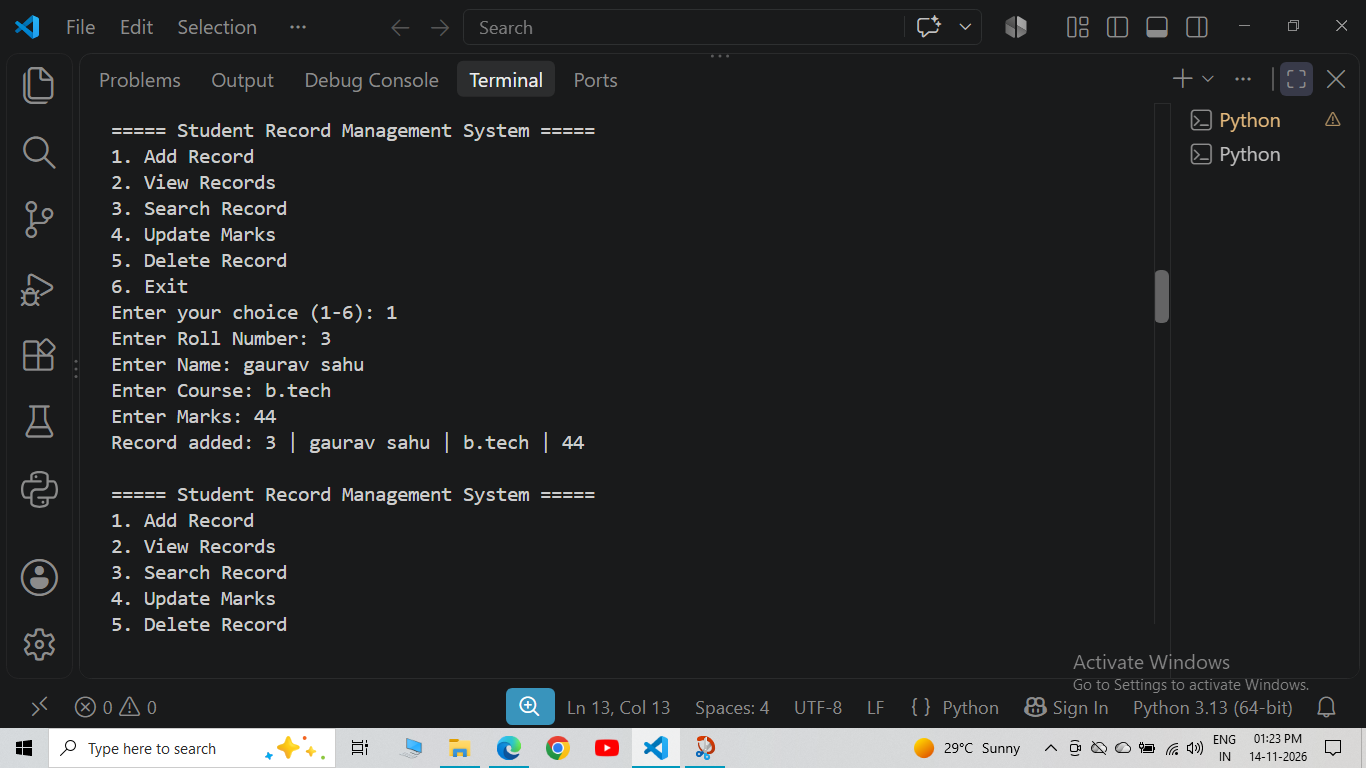 File Edit Selection ··· Search
Problems Output Debug Console Terminal Ports
===== Student Record Management System =====
1. Add Record
2. View Records
3. Search Record
4. Update Marks
5. Delete Record
6. Exit
Enter your choice (1-6): 1
Enter Roll Number: 3
Enter Name: gaurav sahu
Enter Course: b.tech
Enter Marks: 44
Record added: 3 | gaurav sahu | b.tech | 44
===== Student Record Management System =====
1. Add Record
2. View Records
3. Search Record
4. Update Marks
5. Delete Record
Python
Python
Activate Windows
Go to Settings to activate Windows.
0 0 Ln 13, Col 13 Spaces: 4 UTF-8 LF { } Python Sign In Python 3.13 (64-bit)
Type here to search 29°C Sunny ENG IN 01:23 PM 14-11-2026